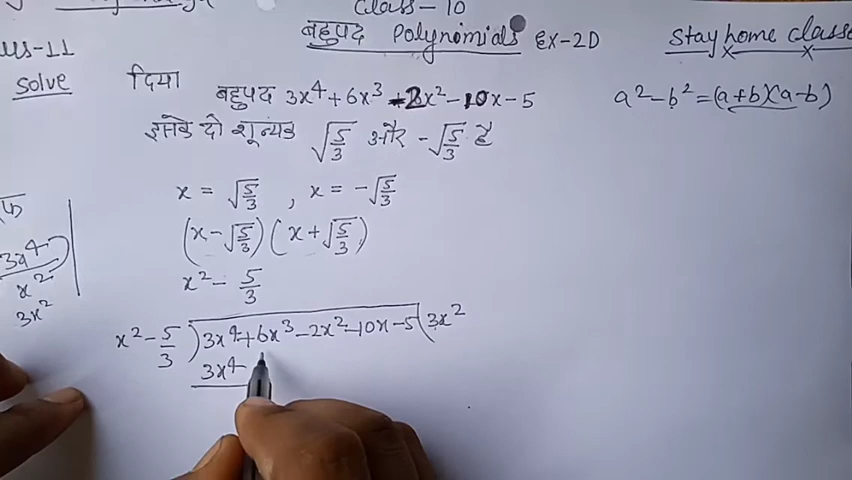 Class-10
बहुपद Polynimials Ex-2D
Stay home classe
Solve
दिया
बहुपद 3x⁴+6x³-2x²-10x-5
a²-b²=(a+b)(a-b)
इसके दो शून्यक √5/3 और -√5/3 है
x = √5/3 , x = -√5/3
(x-√5/3)(x+√5/3)
x² - 5/3
3x⁴
x²
3x²
x²-5/3)3x⁴+6x³-2x²-10x-5(3x²
3x⁴